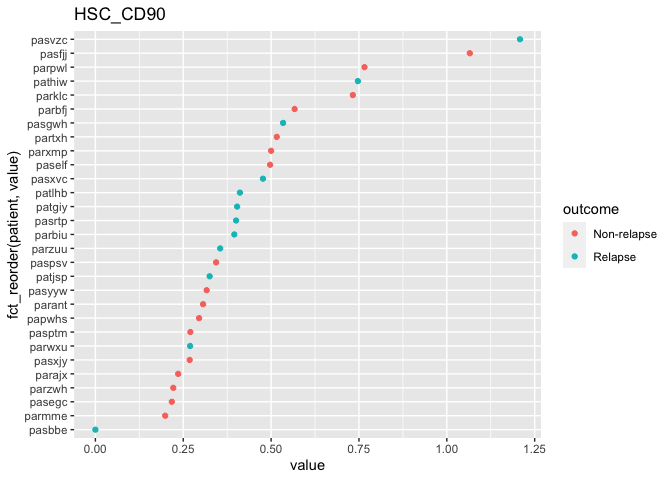 HSC_CD90
pasvzc
pasfjj
parpwl
pathiw
parklc
parbfj
pasgwh
partxh
parxmp
paself
pasxvc
patlhb
patgiy
pasrtp
parbiu
parzuu
paspsv
patjsp
pasyyw
parant
papwhs
pasptm
parwxu
pasxjy
parajx
parzwh
pasegc
parmme
pasbbe
fct_reorder(patient, value)
0.00 0.25 0.50 0.75 1.00 1.25
value
outcome
Non-relapse
Relapse